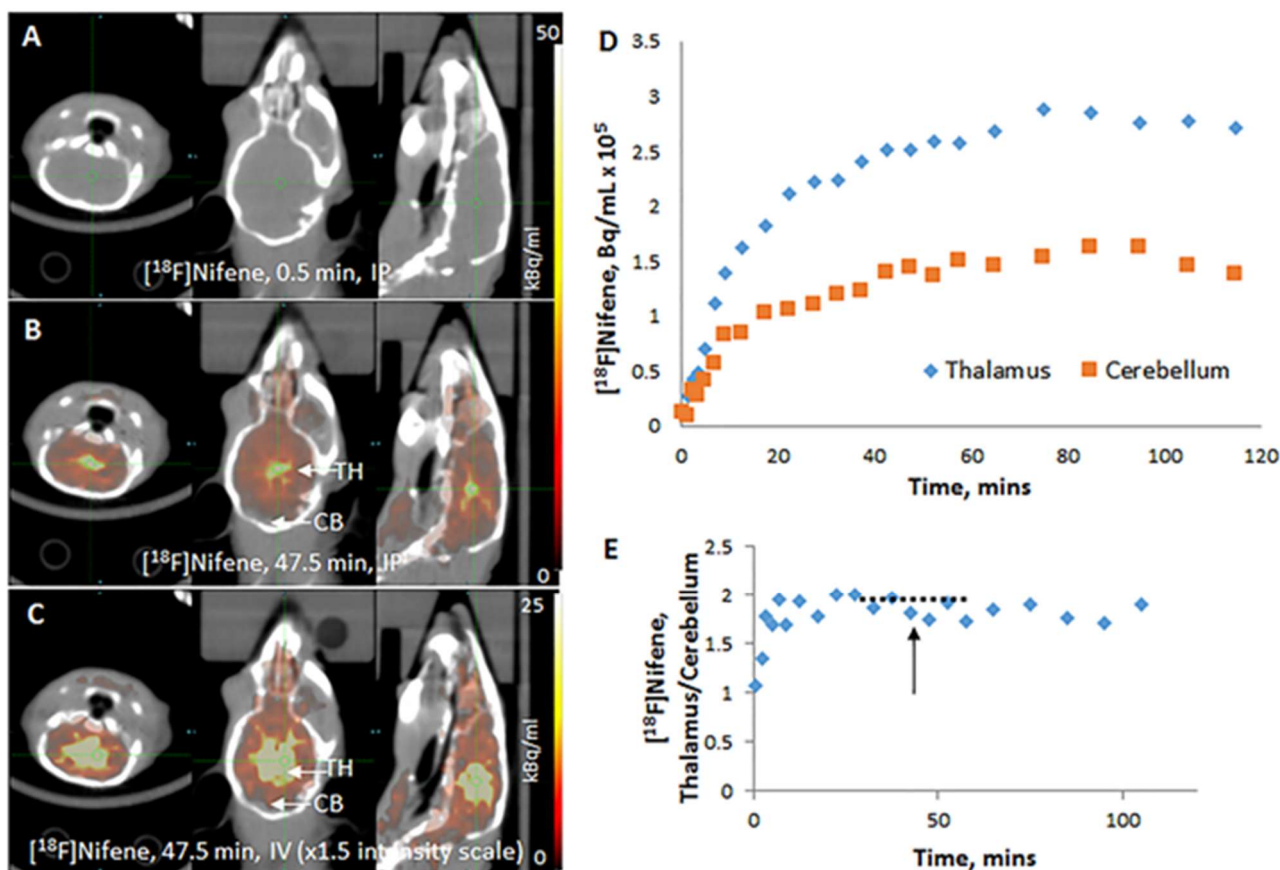 A
50
kBq/ml
[¹⁸F]Nifene, 0.5 min, IP
B
TH
CB
[¹⁸F]Nifene, 47.5 min, IP
0
C
25
TH
CB
kBq/ml
[¹⁸F]Nifene, 47.5 min, IV (x1.5 intensity scale)
0
D
[¹⁸F]Nifene, Bq/mL x 10⁵
3.5
3
2.5
2
1.5
1
0.5
0
Thalamus
Cerebellum
0 20 40 60 80 100 120
Time, mins
E
[¹⁸F]Nifene,
Thalamus/Cerebellum
2.5
2
1.5
1
0.5
0
0 50 100
Time, mins